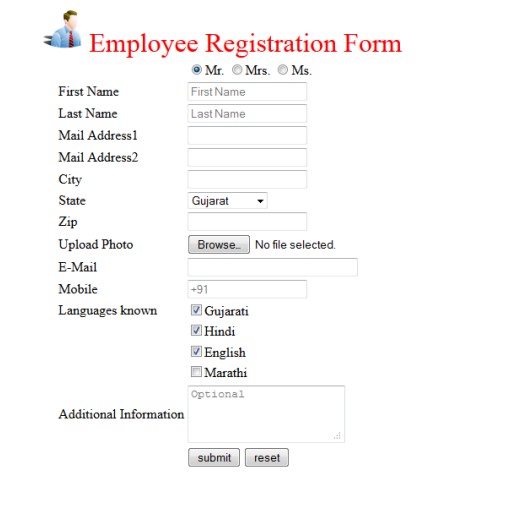 Employee Registration Form
Mr. Mrs. Ms.
First Name First Name
Last Name Last Name
Mail Address1
Mail Address2
City
State Gujarat
Zip
Upload Photo Browse.. No file selected.
E-Mail
Mobile +91
Languages known Gujarati
Hindi
English
Marathi
Optional
Additional Information
submit reset